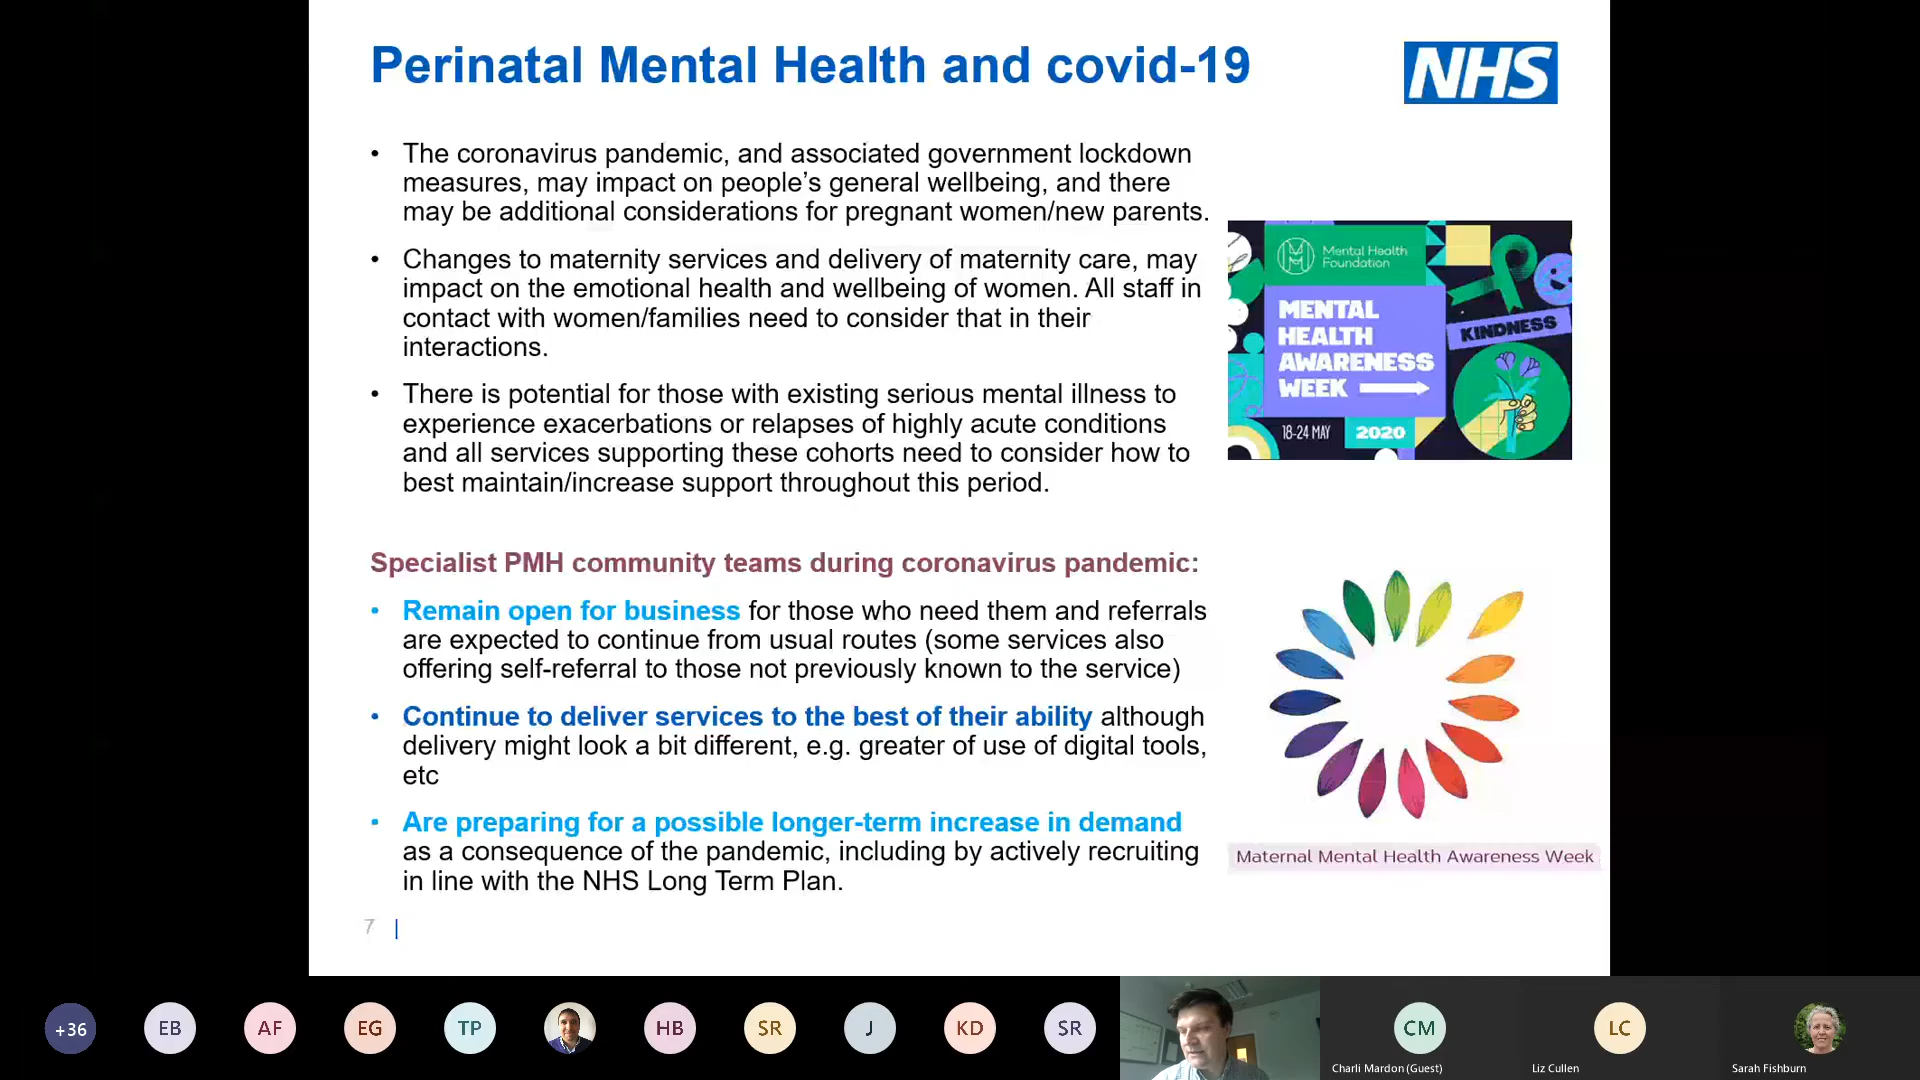 Perinatal Mental Health and covid-19
NHS
• The coronavirus pandemic, and associated government lockdown
measures, may impact on people’s general wellbeing, and there
may be additional considerations for pregnant women/new parents.
• Changes to maternity services and delivery of maternity care, may
impact on the emotional health and wellbeing of women. All staff in
contact with women/families need to consider that in their
interactions.
• There is potential for those with existing serious mental illness to
experience exacerbations or relapses of highly acute conditions
and all services supporting these cohorts need to consider how to
best maintain/increase support throughout this period.
Mental Health
Foundation
MENTAL
HEALTH
AWARENESS
WEEK
KINDNESS
18-24 MAY
2020
Specialist PMH community teams during coronavirus pandemic:
• Remain open for business for those who need them and referrals
are expected to continue from usual routes (some services also
offering self-referral to those not previously known to the service)
• Continue to deliver services to the best of their ability although
delivery might look a bit different, e.g. greater of use of digital tools,
etc
• Are preparing for a possible longer-term increase in demand
as a consequence of the pandemic, including by actively recruiting
in line with the NHS Long Term Plan.
Maternal Mental Health Awareness Week
7 |
+36
EB
AF
EG
TP
HB
SR
J
KD
SR
CM
Charli Mardon (Guest)
LC
Liz Cullen
Sarah Fishburn